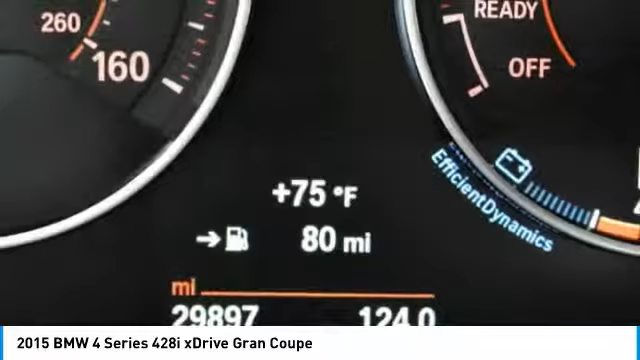 260
160
READY
OFF
EfficientDynamics
+75 °F
80 mi
mi
29897 124.0
2015 BMW 4 Series 428i xDrive Gran Coupe